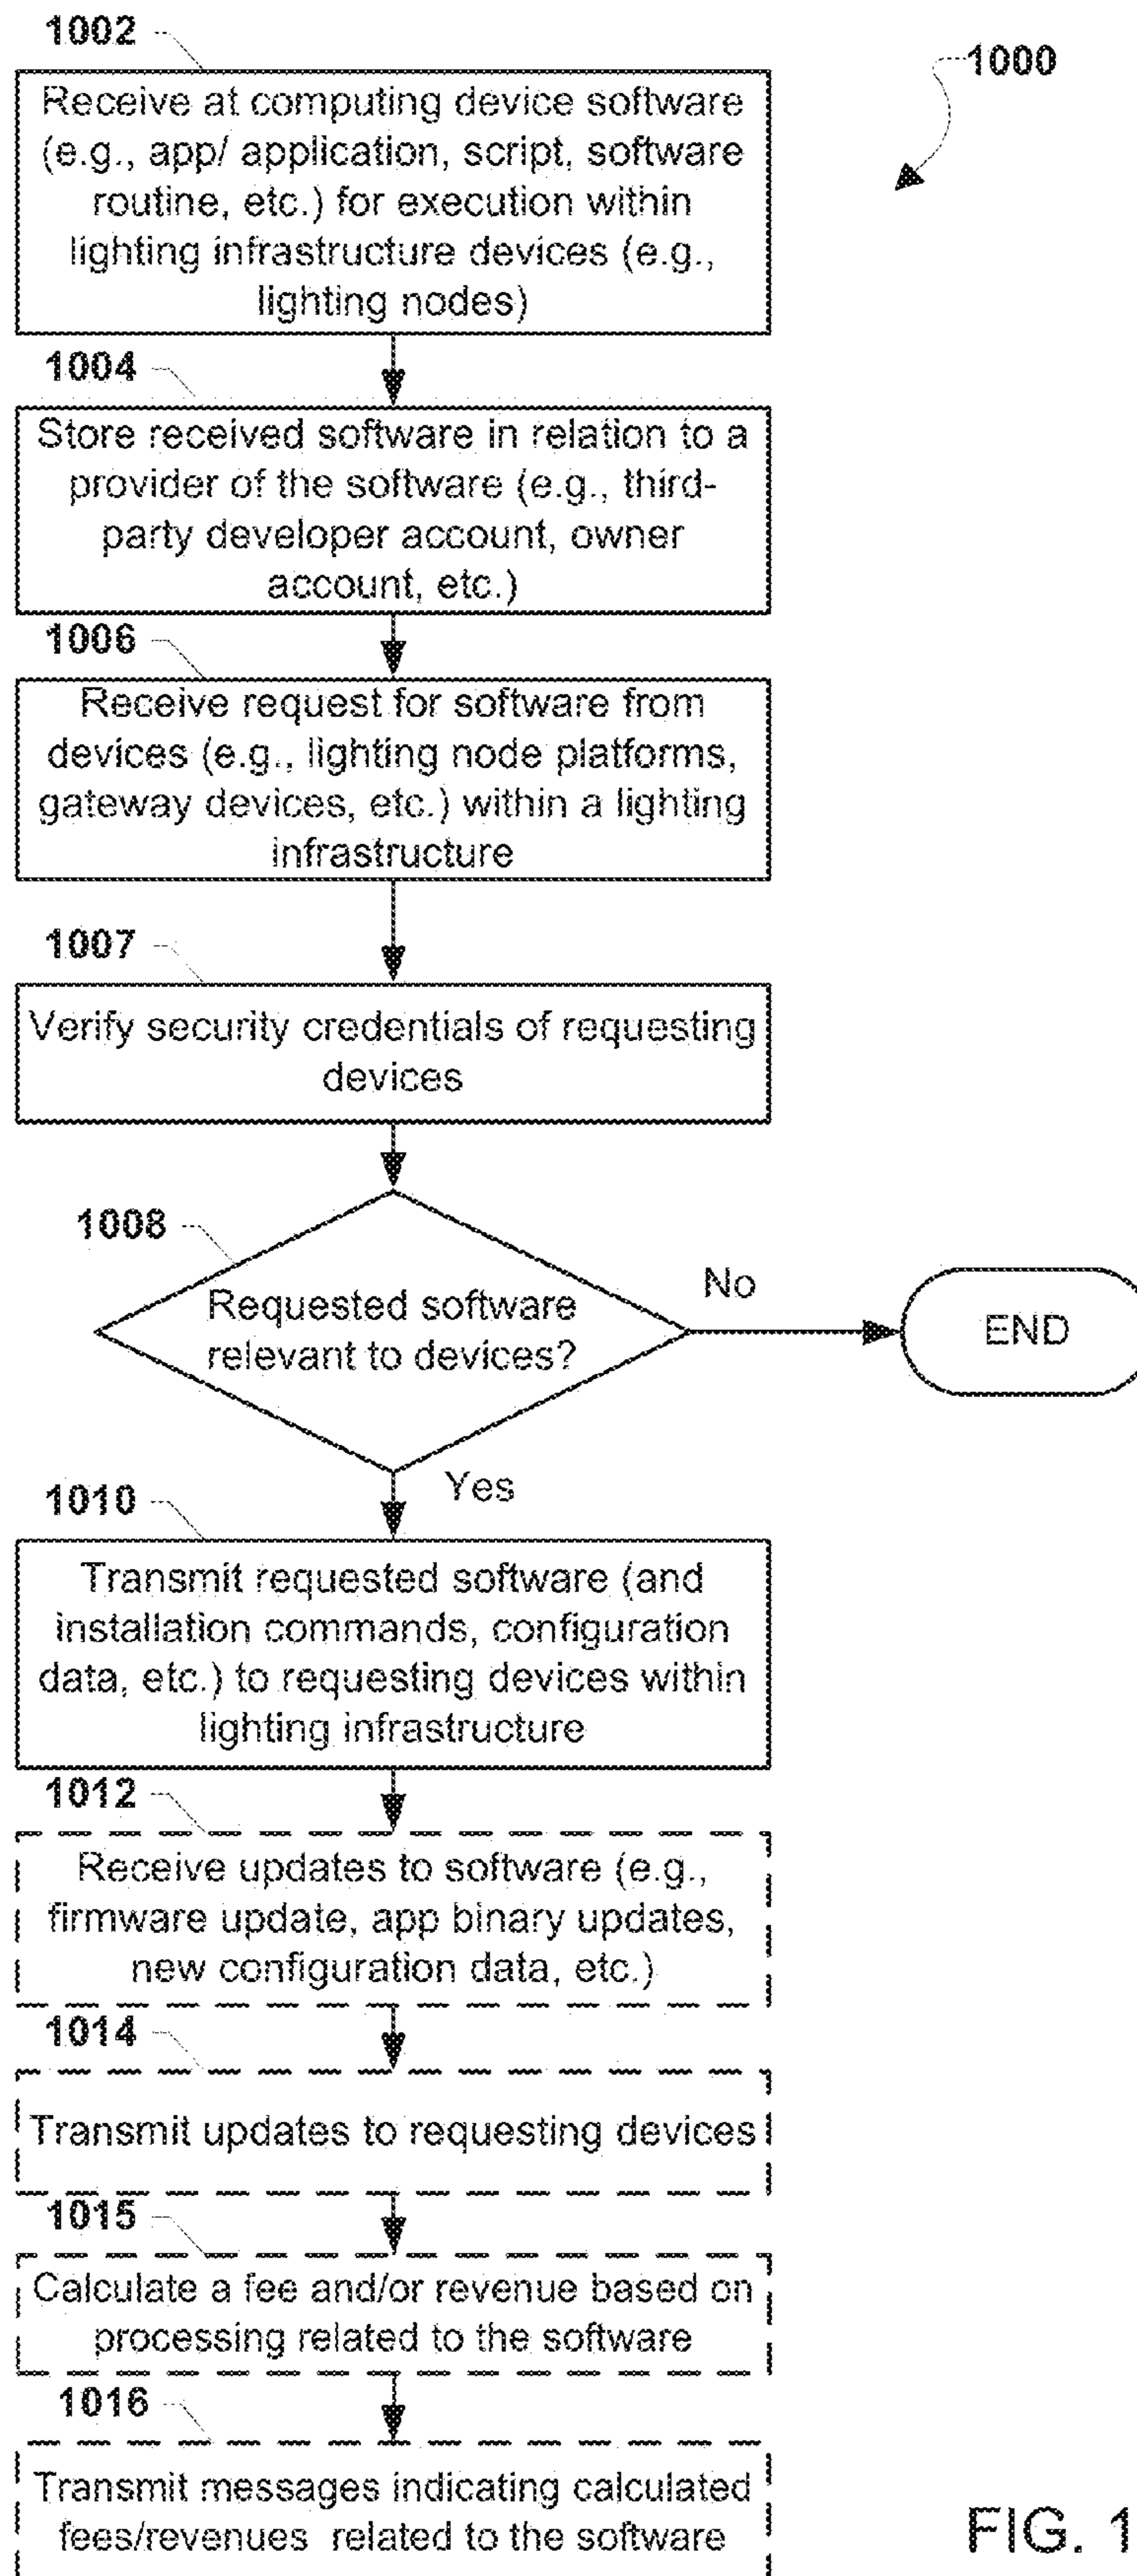 1002
1000
Receive at computing device software
(e.g., app/ application, script, software
routine, etc.) for execution within
lighting infrastructure devices (e.g.,
lighting nodes)
1004
Store received software in relation to a
provider of the software (e.g., third-
party developer account, owner
account, etc.)
1006
Receive request for software from
devices (e.g., lighting node platforms,
gateway devices, etc.) within a lighting
infrastructure
1007
Verify security credentials of requesting
devices
1008
Requested software
relevant to devices?
No
END
Yes
1010
Transmit requested software (and
installation commands, configuration
data, etc.) to requesting devices within
lighting infrastructure
1012
Receive updates to software (e.g.,
firmware update, app binary updates,
new configuration data, etc.)
1014
Transmit updates to requesting devices
1015
Calculate a fee and/or revenue based on
processing related to the software
1016
Transmit messages indicating calculated
fees/revenues related to the software
FIG. 1